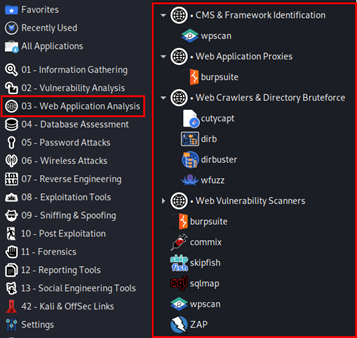 Favorites
Recently Used
All Applications
01 - Information Gathering
02 - Vulnerability Analysis
03 - Web Application Analysis
04 - Database Assessment
05 - Password Attacks
06 - Wireless Attacks
07 - Reverse Engineering
08 - Exploitation Tools
09 - Sniffing & Spoofing
10 - Post Exploitation
11 - Forensics
12 - Reporting Tools
13 - Social Engineering Tools
42 - Kali & OffSec Links
Settings
• CMS & Framework Identification
wpscan
• Web Application Proxies
burpsuite
• Web Crawlers & Directory Bruteforce
cutycapt
dirb
dirbuster
wfuzz
• Web Vulnerability Scanners
burpsuite
commix
skip
fish
skipfish
sql
sqlmap
wpscan
ZAP